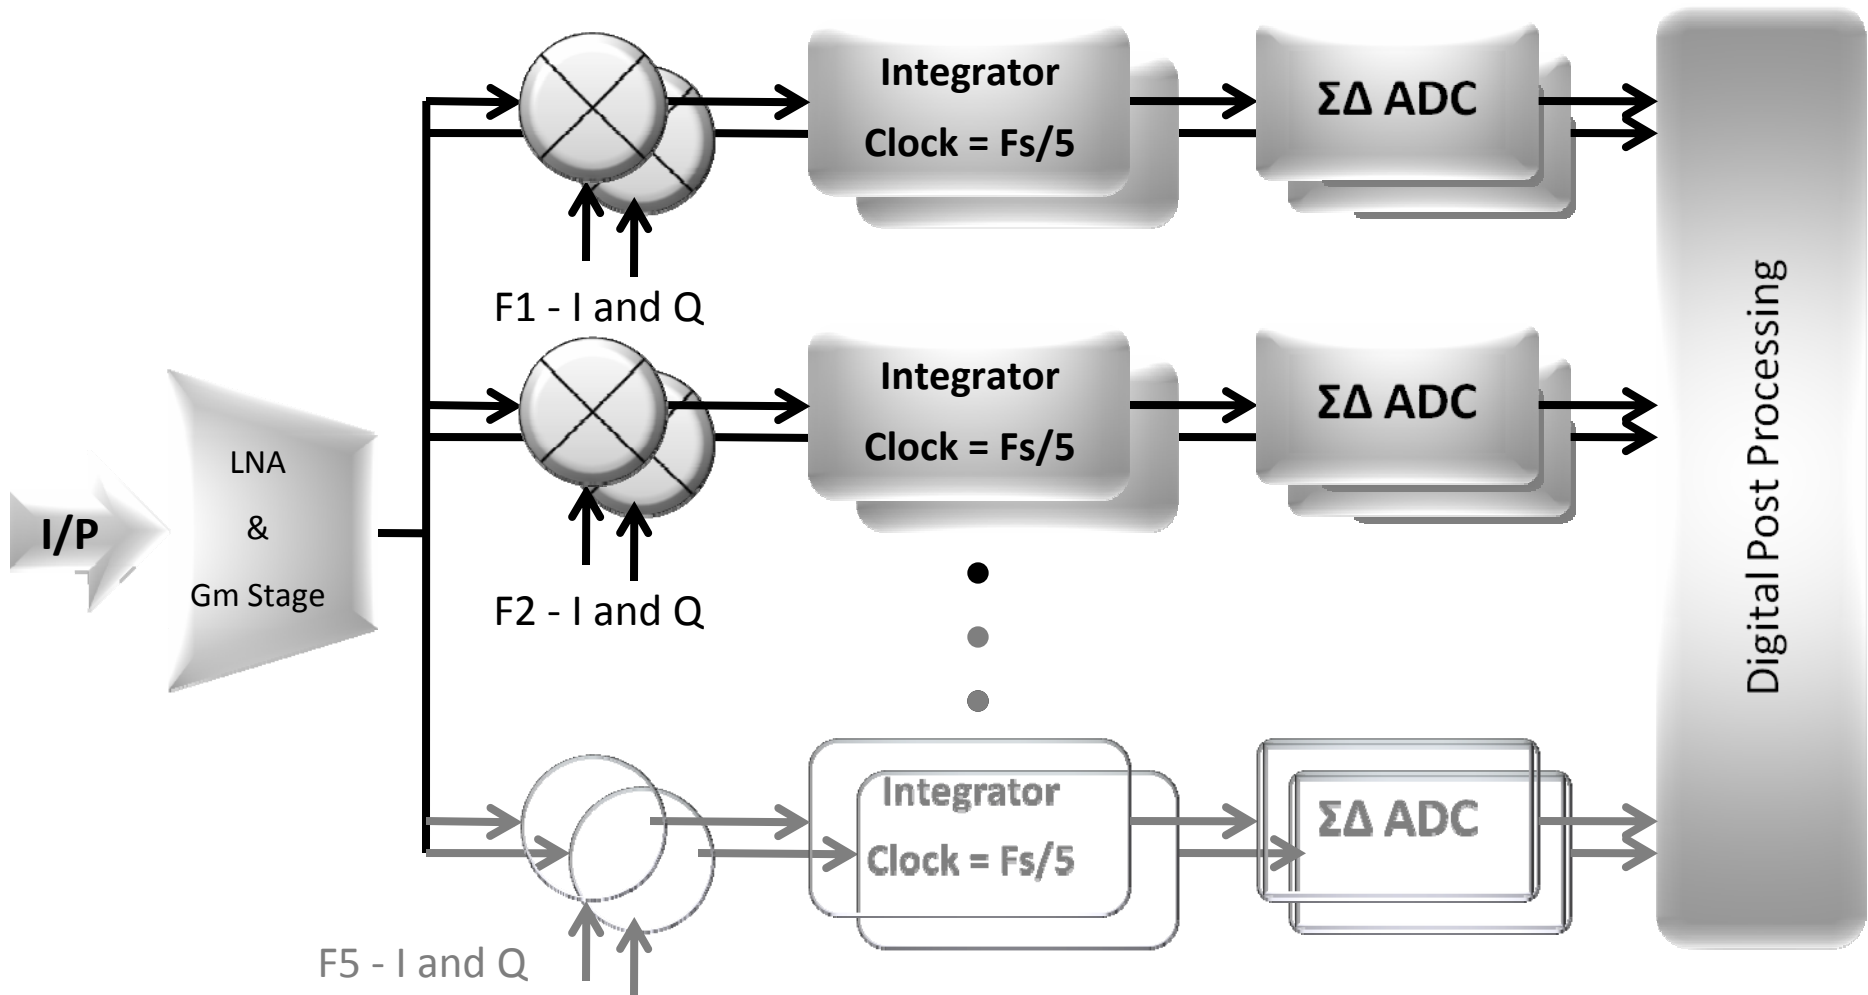 Integrator
Clock = Fs/5
ΣΔ ADC
F1 - I and Q
Integrator
Clock = Fs/5
ΣΔ ADC
F2 - I and Q
I/P
LNA
&
Gm Stage
Integrator
Clock = Fs/5
ΣΔ ADC
F5 - I and Q
Digital Post Processing